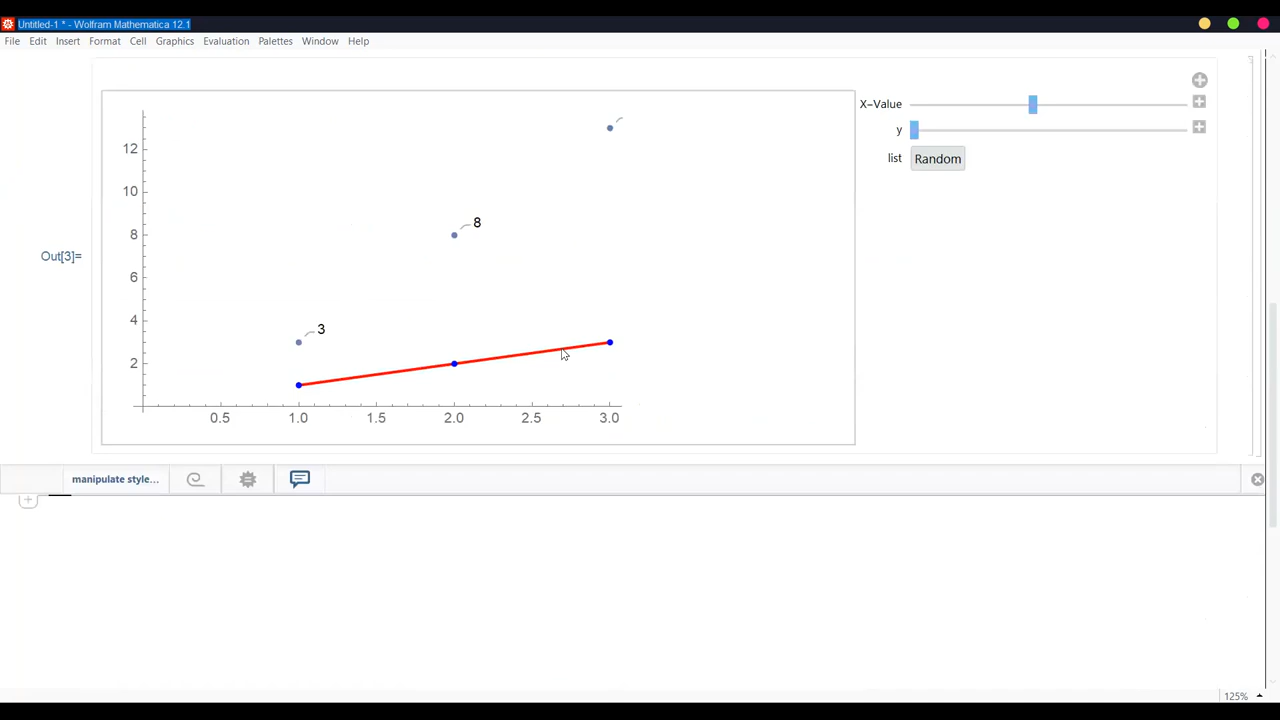 Untitled-1 * - Wolfram Mathematica 12.1
File Edit Insert Format Cell Graphics Evaluation Palettes Window Help
X-Value
y
list Random
12
10
8
6
4
2
8
3
0.5 1.0 1.5 2.0 2.5 3.0
Out[3]=
manipulate style...
125%